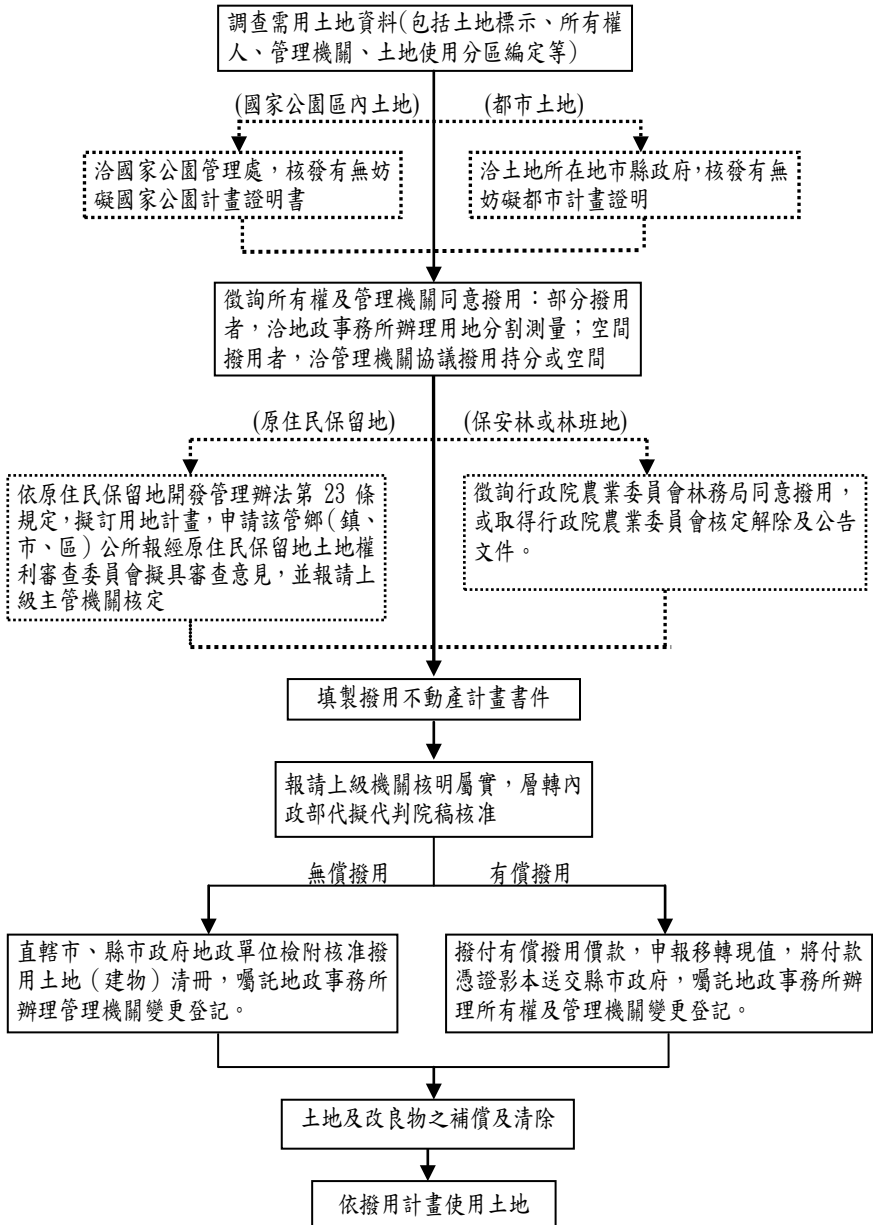 調查需用土地資料(包括土地標示、所有權
人、管理機關、土地使用分區編定等)
(國家公園區內土地)
(都市土地)
洽國家公園管理處，核發有無妨
礙國家公園計畫證明書
洽土地所在地市縣政府，核發有無
妨礙都市計畫證明
徵詢所有權及管理機關同意撥用：部分撥用
者，洽地政事務所辦理用地分割測量；空間
撥用者，洽管理機關協議撥用持分或空間
(原住民保留地)
(保安林或林班地)
依原住民保留地開發管理辦法第 23 條
規定，擬訂用地計畫，申請該管鄉（鎮、
市、區）公所報經原住民保留地土地權
利審查委員會擬具審查意見，並報請上
級主管機關核定
徵詢行政院農業委員會林務局同意撥用，
或取得行政院農業委員會核定解除及公告
文件。
填製撥用不動產計畫書件
報請上級機關核明屬實，層轉內
政部代擬代判院稿核准
無償撥用
有償撥用
直轄市、縣市政府地政單位檢附核准撥
用土地（建物）清冊，囑託地政事務所
辦理管理機關變更登記。
撥付有償撥用價款，申報移轉現值，將付款
憑證影本送交縣市政府，囑託地政事務所辦
理所有權及管理機關變更登記。
土地及改良物之補償及清除
依撥用計畫使用土地